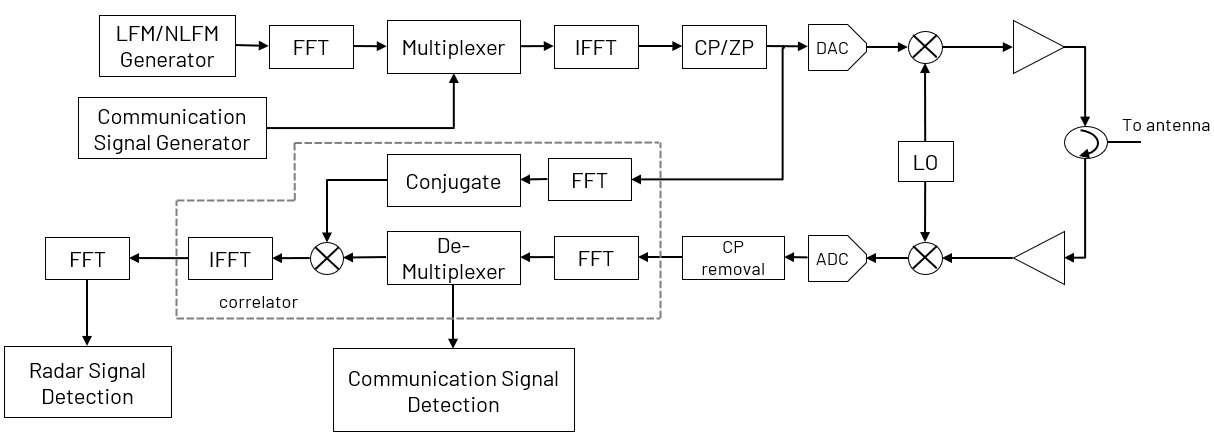 LFM/NLFM
Generator
FFT
Multiplexer
IFFT
CP/ZP
DAC
Communication
Signal Generator
To antenna
LO
Conjugate
FFT
FFT
IFFT
De-
Multiplexer
FFT
CP
removal
ADC
correlator
Radar Signal
Detection
Communication Signal
Detection